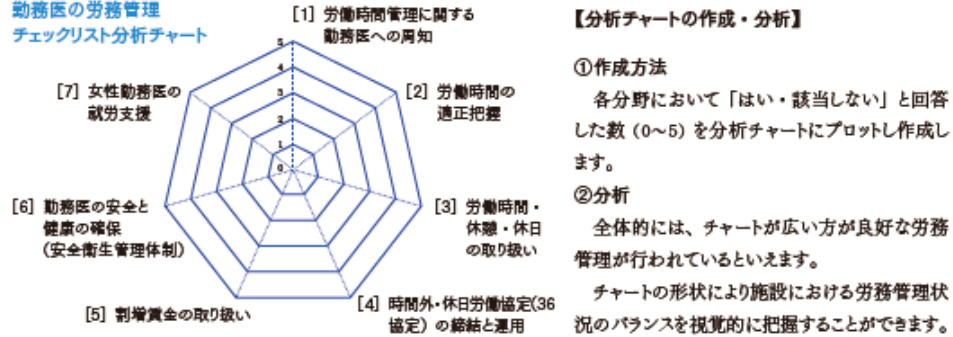 勤務医の労務管理
チェックリスト分析チャート
[1] 労働時間管理に関する
勤務医への周知
[2] 労働時間の
適正把握
[3] 労働時間・
休憩・休日
の取り扱い
[4] 時間外・休日労働協定(36
協定)の締結と運用
[5] 割増賃金の取り扱い
[6] 勤務医の安全と
健康の確保
(安全衛生管理体制)
[7] 女性勤務医の
就労支援
5
4
3
2
1
0
【分析チャートの作成・分析】
①作成方法
各分野において「はい・該当しない」と回答
した数(0〜5)を分析チャートにプロットし作成し
ます。
②分析
全体的には、チャートが広い方が良好な労務
管理が行われているといえます。
チャートの形状により施設における労務管理状
況のバランスを視覚的に把握することができます。